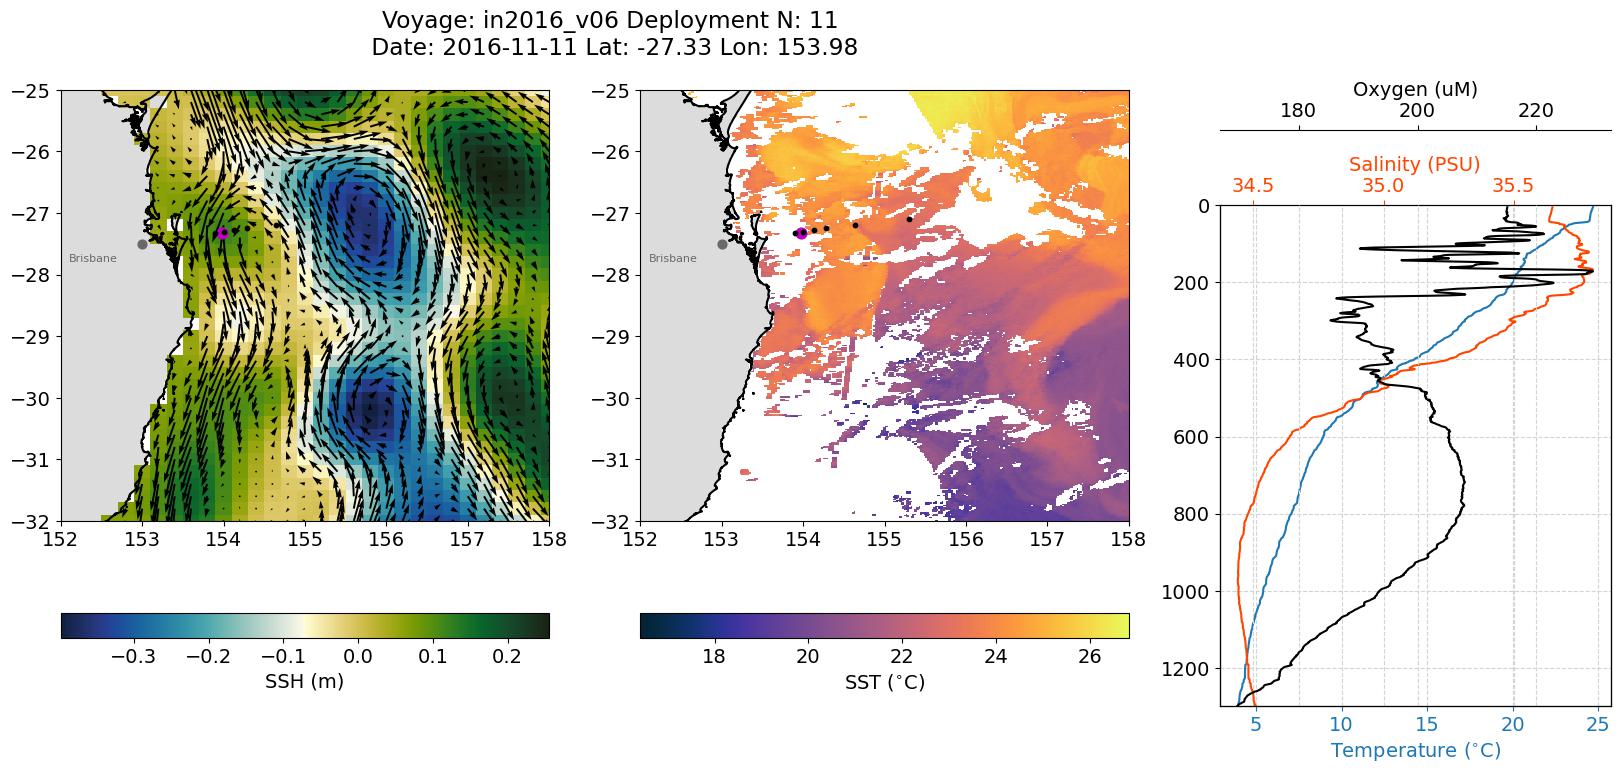 Voyage: in2016_v06 Deployment N: 11
Date: 2016-11-11 Lat: -27.33 Lon: 153.98
−25
−26
−27
−28
−29
−30
−31
−32
Brisbane
152 153 154 155 156 157 158
−0.3 −0.2 −0.1 0.0 0.1 0.2
SSH (m)
−25
−26
−27
−28
−29
−30
−31
−32
Brisbane
152 153 154 155 156 157 158
18 20 22 24 26
SST (°C)
Oxygen (uM)
180 200 220
Salinity (PSU)
34.5 35.0 35.5
0
200
400
600
800
1000
1200
5 10 15 20 25
Temperature (°C)